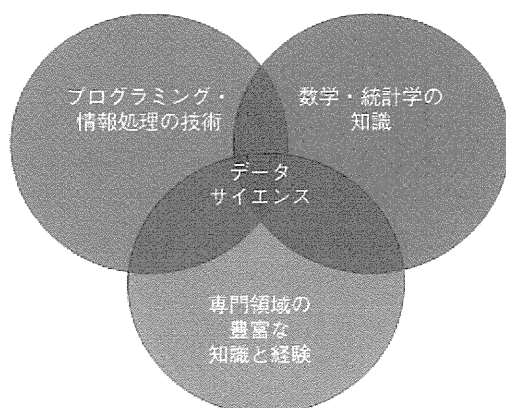 プログラミング・
情報処理の技術
数学・統計学の
知識
データ
サイエンス
専門領域の
豊富な
知識と経験